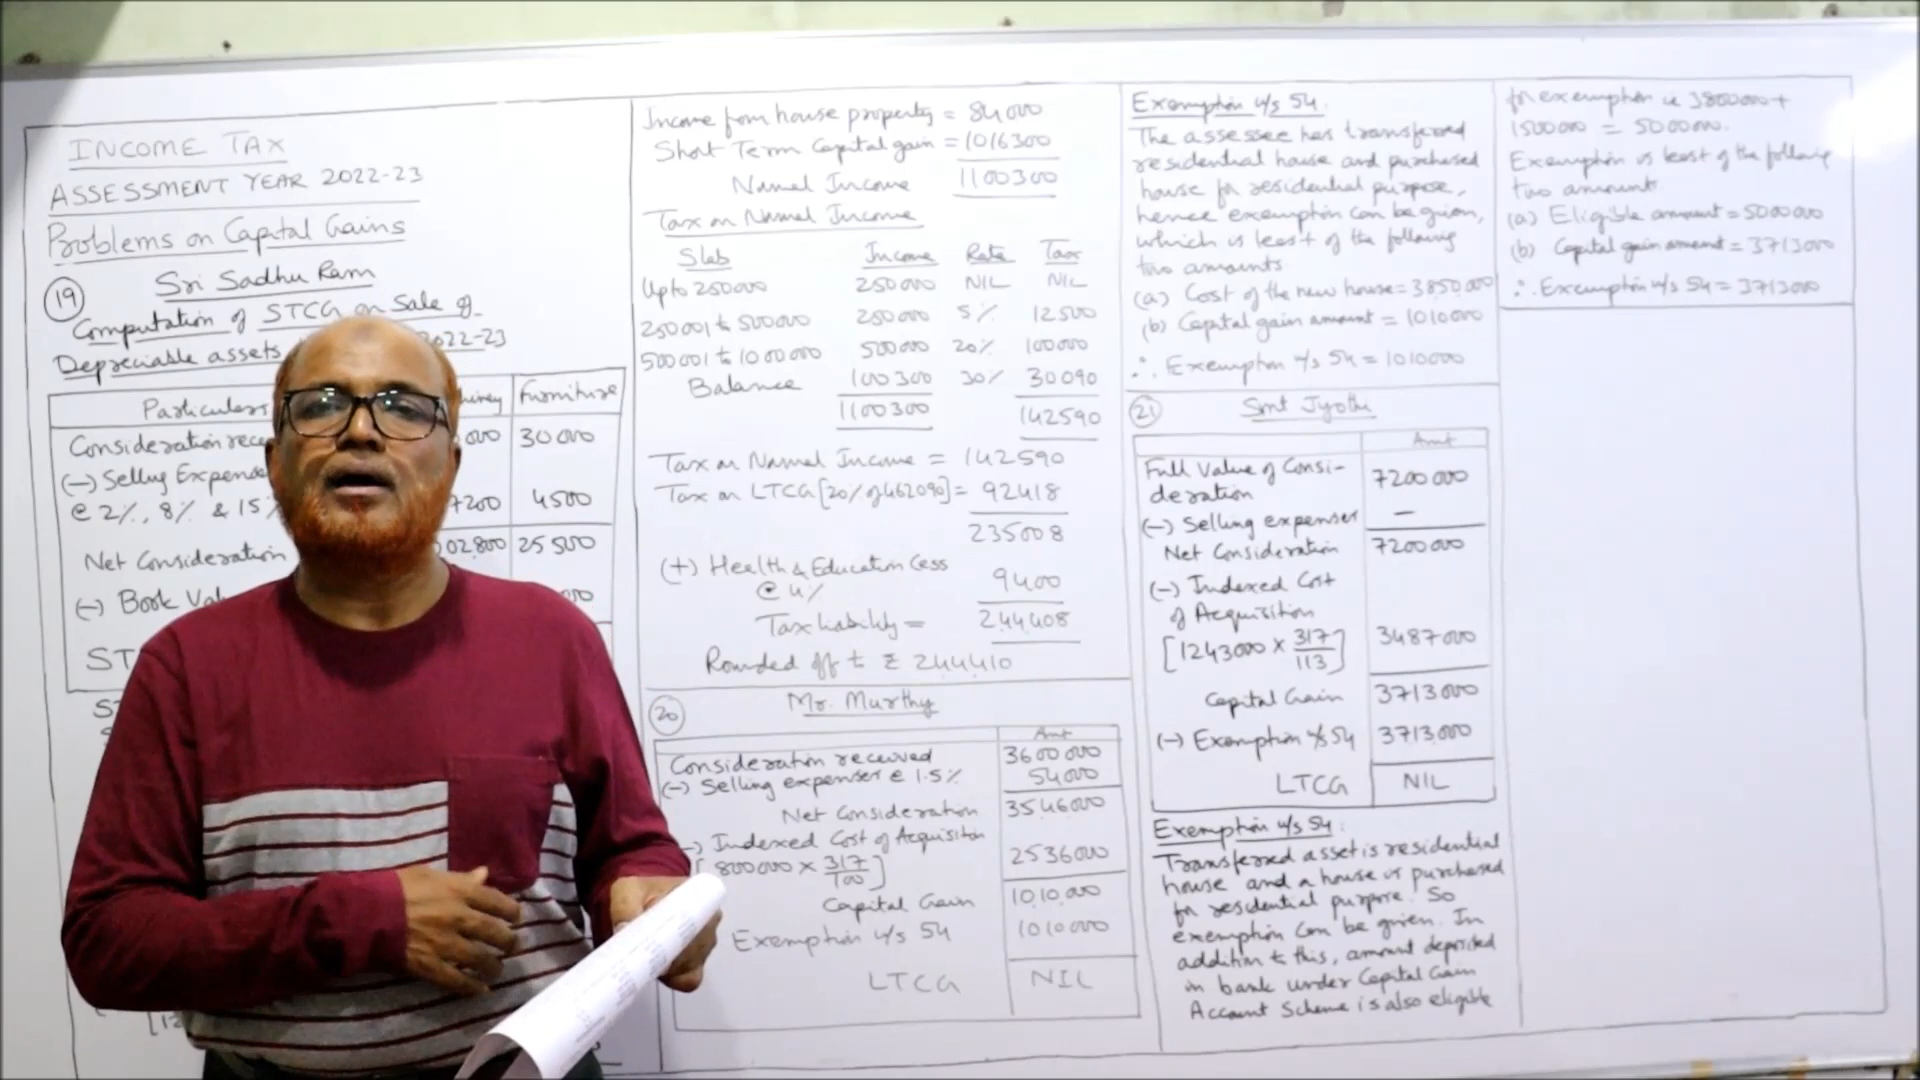 INCOME TAX
ASSESSMENT YEAR 2022-23
Problems on Capital Gains
19 Sri Sadhu Ram
Computation of STCG on Sale of
Depreciable assets 2022-23
Particulars Furniture
Consideration 000 30000
(-) Selling
@ 2%, 8% & 15% 7200 4500
Net Consideration 02800 25500
(-) Book
Income from house property = 84000
Short Term Capital gain = 1016300
Normal Income 1100300
Tax on Normal Income
Slab Income Rate Tax
Upto 250000 250000 NIL NIL
250001 to 500000 250000 5% 12500
500001 to 1000000 500000 20% 100000
Balance 100300 30% 30090
1100300 142590
Tax on Normal Income = 142590
Tax on LTCG [20% of 462090] = 92418
235008
(+) Health & Education Cess
@ 4% 9400
Tax liability = 244408
Rounded off to ₹ 244410
20 Mr. Murthy
Amt
Consideration received 3600000
(-) Selling expenses @ 1.5% 54000
Net Consideration 3546000
Indexed Cost of Acquisition
[800000 × 317/100] 2536000
Capital Gain 1010000
Exemption u/s 54 1010000
LTCG NIL
Exemption u/s 54.
The assessee has transferred
residential house and purchased
house for residential purpose,
hence exemption can be given,
which is least of the following
two amounts
(a) Cost of the new house = 3850000
(b) Capital gain amount = 1010000
∴ Exemption u/s 54 = 1010000
21 Smt Jyothi
Amt
Full Value of Consi-
deration 7200000
(-) Selling expenses —
Net Consideration 7200000
(-) Indexed Cost
of Acquisition
[1243000 × 317/113] 3487000
Capital Gain 3713000
(-) Exemption u/s 54 3713000
LTCG NIL
Exemption u/s 54:
Transferred asset is residential
house and a house is purchased
for residential purpose. So
exemption can be given. In
addition to this, amount deposited
in bank under Capital Gain
Account Scheme is also eligible
for exemption ie 3800000 +
1500000 = 5000000.
Exemption is least of the following
two amounts
(a) Eligible amount = 5000000
(b) Capital gain amount = 3713000
∴ Exemption u/s 54 = 3713000